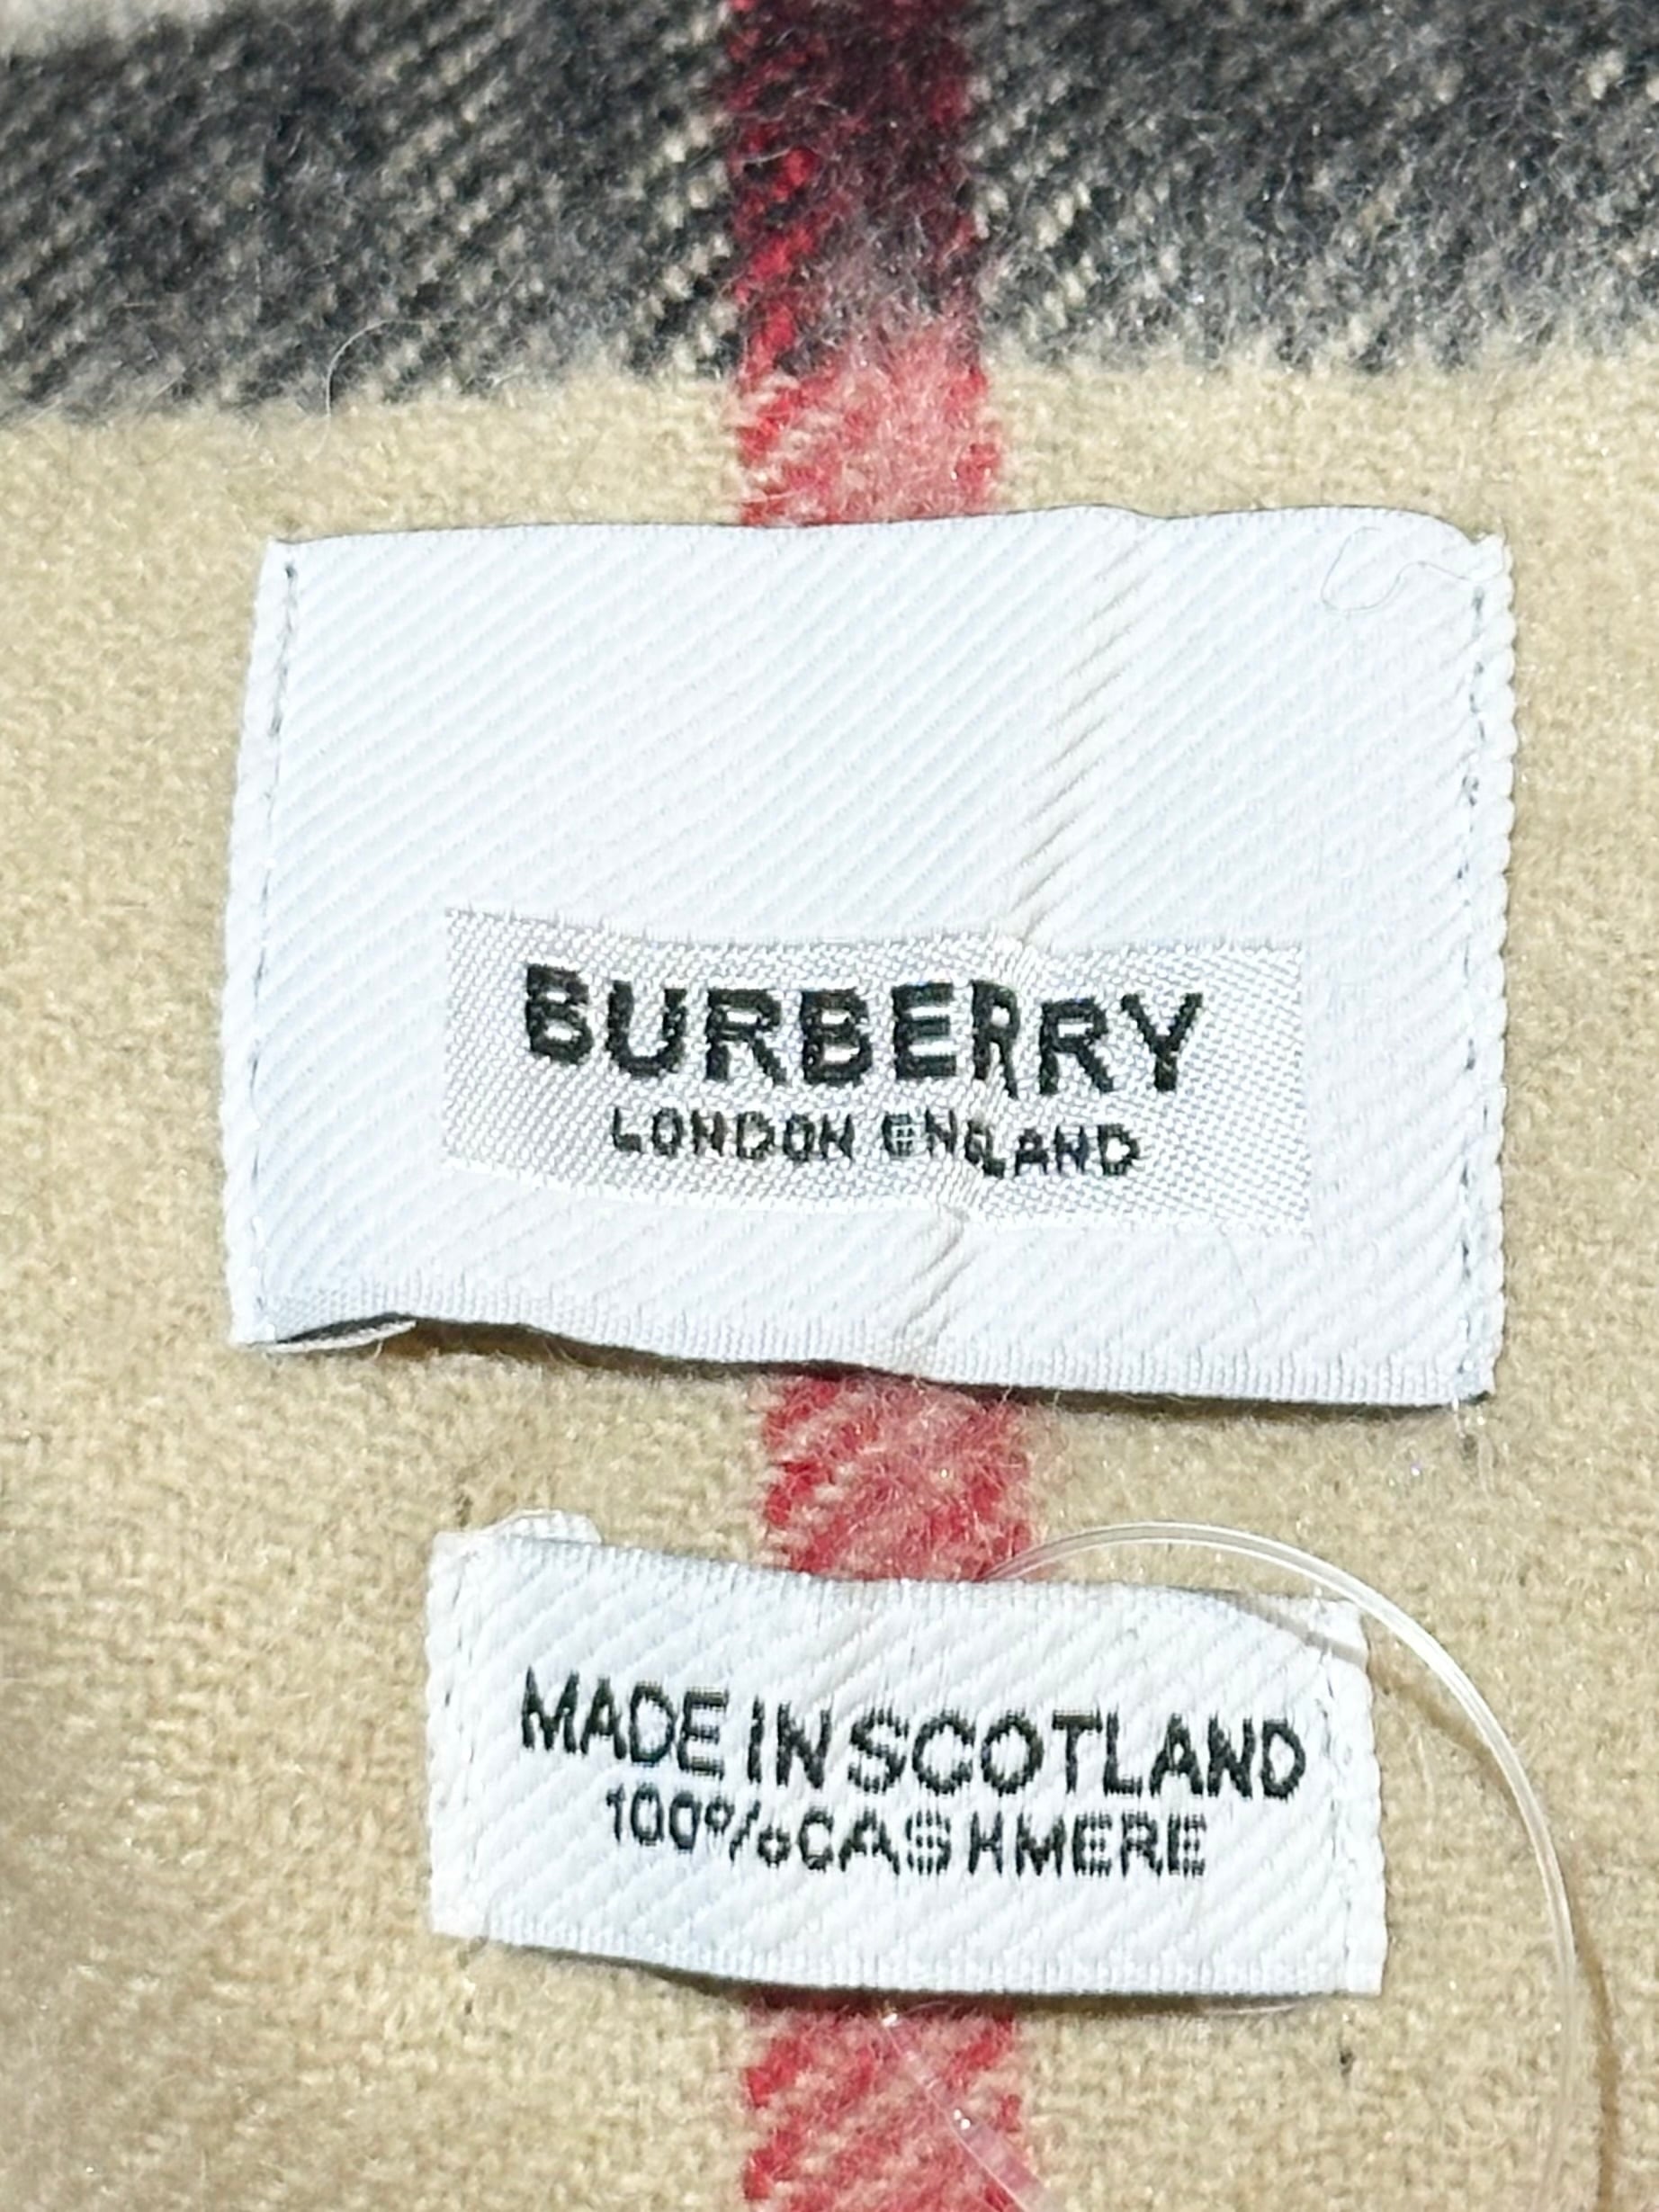 BURBERRY
LONDON ENGLAND
MADE IN SCOTLAND
100% CASHMERE